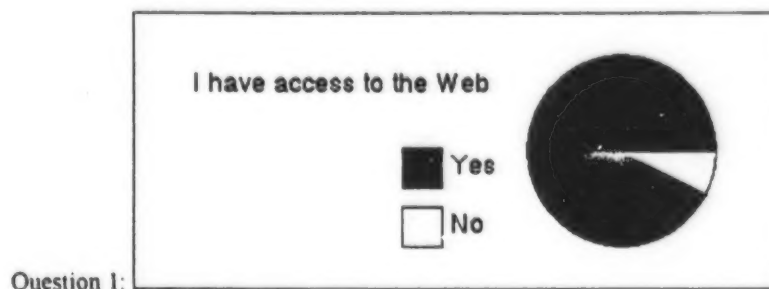 I have access to the Web
Yes
No
Question 1: